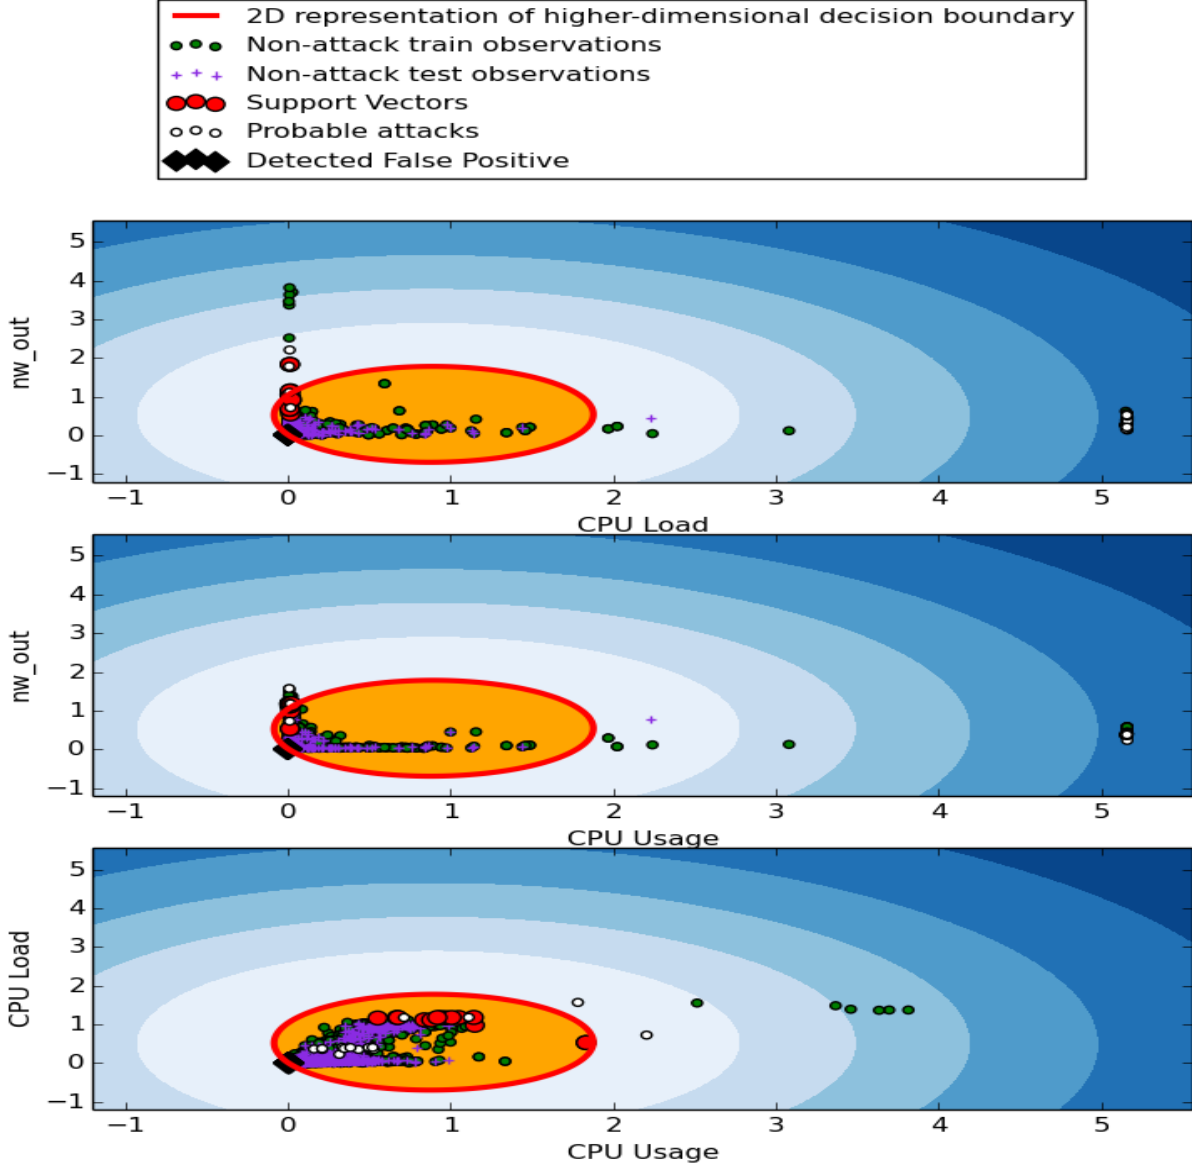 2D representation of higher-dimensional decision boundary
Non-attack train observations
Non-attack test observations
Support Vectors
Probable attacks
Detected False Positive
nw_out
5
4
3
2
1
0
−1
−1 0 1 2 3 4 5
CPU Load
nw_out
5
4
3
2
1
0
−1
−1 0 1 2 3 4 5
CPU Usage
CPU Load
5
4
3
2
1
0
−1
−1 0 1 2 3 4 5
CPU Usage